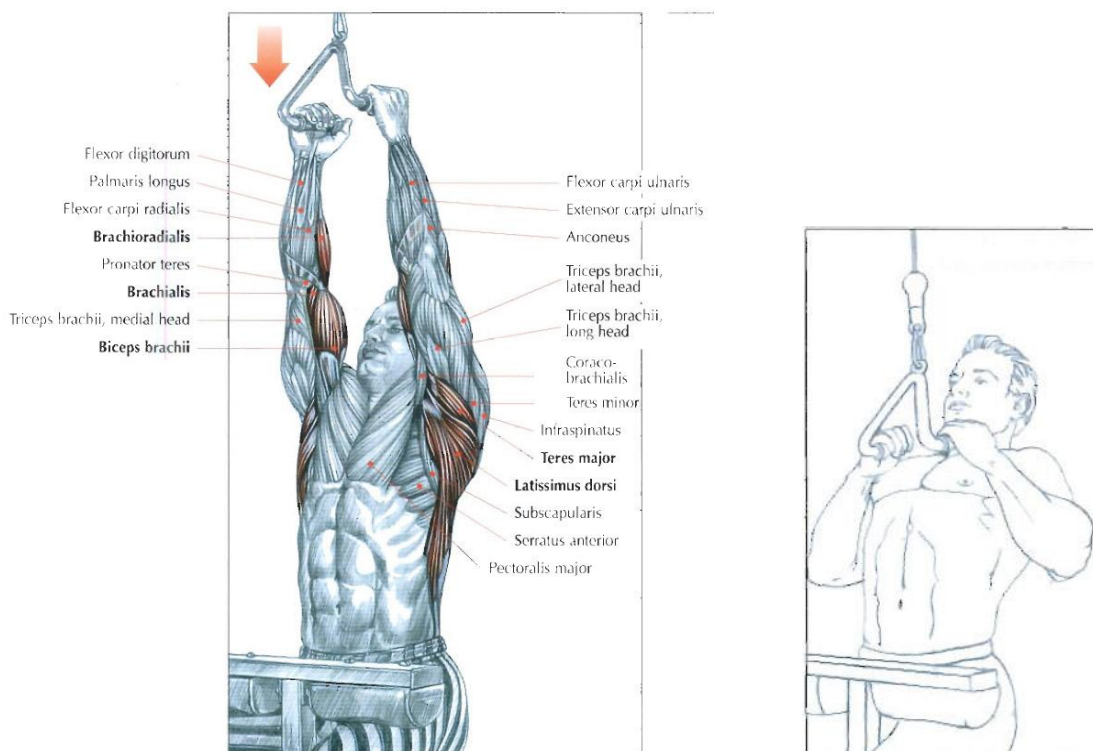 Flexor digitorum
Palmaris longus
Flexor carpi radialis
Brachioradialis
Pronator teres
Brachialis
Triceps brachii, medial head
Biceps brachii
Flexor carpi ulnaris
Extensor carpi ulnaris
Anconeus
Triceps brachii,
lateral head
Triceps brachii,
long head
Coraco-
brachialis
Teres minor
Infraspinatus
Teres major
Latissimus dorsi
Subscapularis
Serratus anterior
Pectoralis major